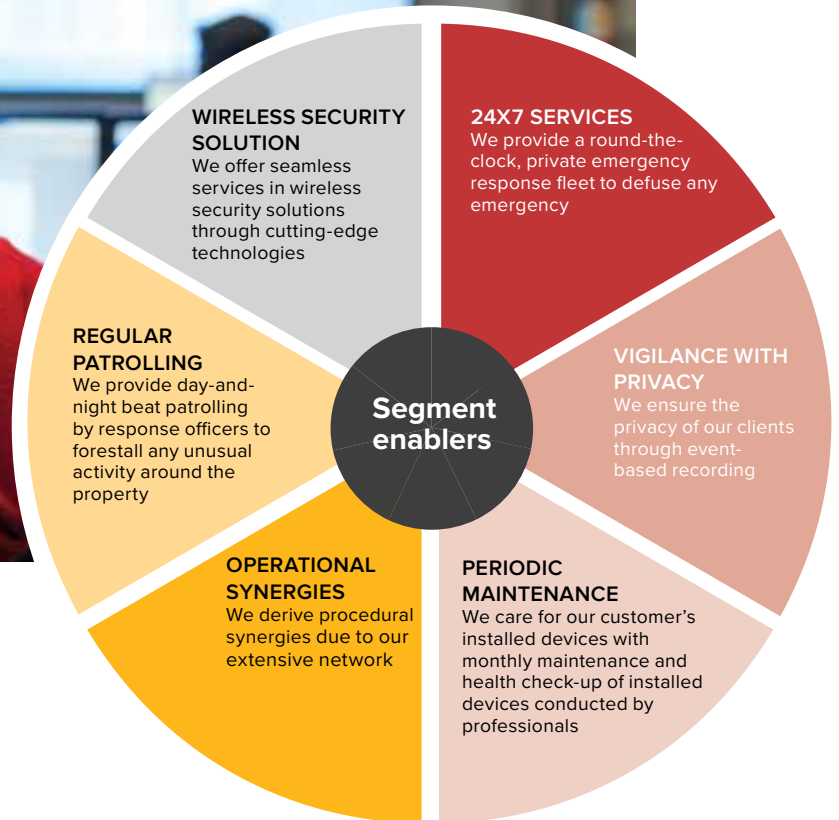 WIRELESS SECURITY
SOLUTION
We offer seamless
services in wireless
security solutions
through cutting-edge
technologies
24X7 SERVICES
We provide a round-the-
clock, private emergency
response fleet to defuse any
emergency
REGULAR
PATROLLING
We provide day-and-
night beat patrolling
by response officers to
forestall any unusual
activity around the
property
Segment
enablers
VIGILANCE WITH
PRIVACY
We ensure the
privacy of our clients
through event-
based recording
OPERATIONAL
SYNERGIES
We derive procedural
synergies due to our
extensive network
PERIODIC
MAINTENANCE
We care for our customer’s
installed devices with
monthly maintenance and
health check-up of installed
devices conducted by
professionals